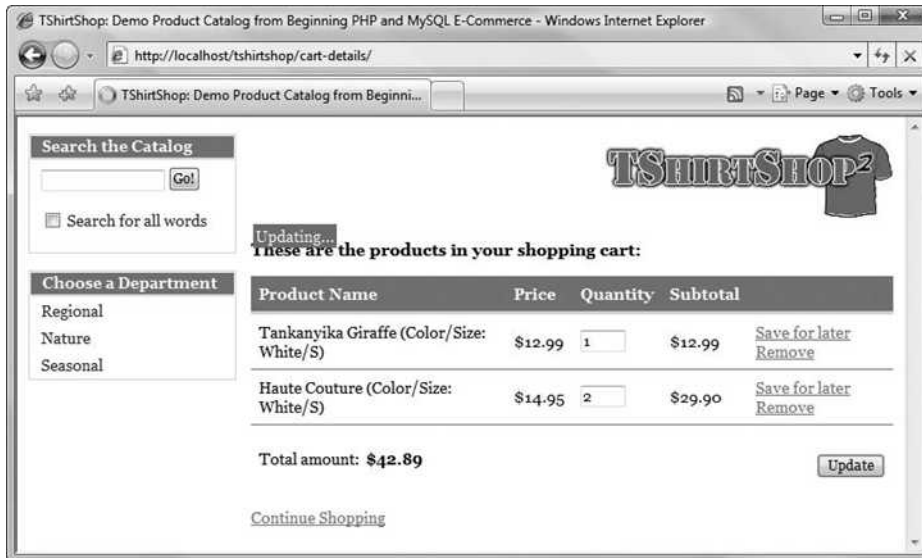 TShirtShop: Demo Product Catalog from Beginning PHP and MySQL E-Commerce - Windows Internet Explorer
http://localhost/tshirtshop/cart-details/
TShirtShop: Demo Product Catalog from Beginni...
Page
Tools
Search the Catalog
Go!
Search for all words
Choose a Department
Regional
Nature
Seasonal
TShirtShop²
Updating...
These are the products in your shopping cart:
Product Name Price Quantity Subtotal
Tankanyika Giraffe (Color/Size: White/S) $12.99 1 $12.99 Save for later
Remove
Haute Couture (Color/Size: White/S) $14.95 2 $29.90 Save for later
Remove
Total amount: $42.89
Update
Continue Shopping